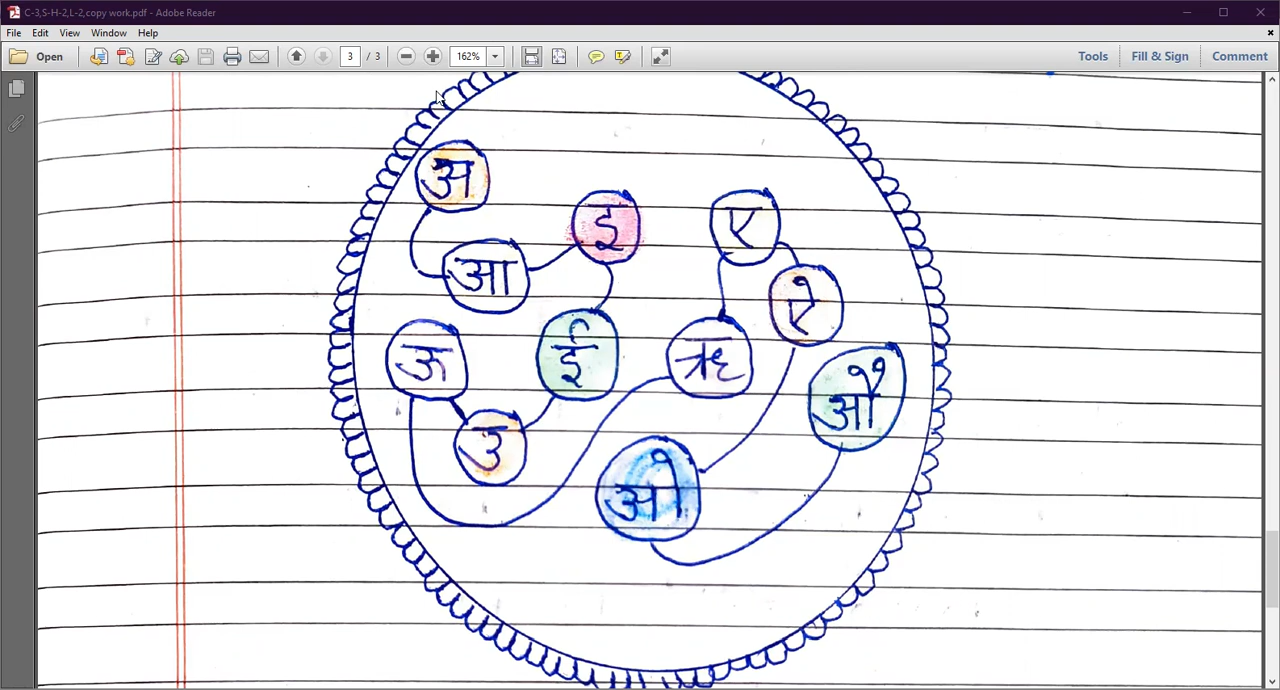 C-3,S-H-2,L-2,copy work.pdf - Adobe Reader
File Edit View Window Help
Open 3 / 3 162% Tools Fill & Sign Comment
अ
इ ए
आ ऐ
ऊ ई ऋ औ
उ ओ